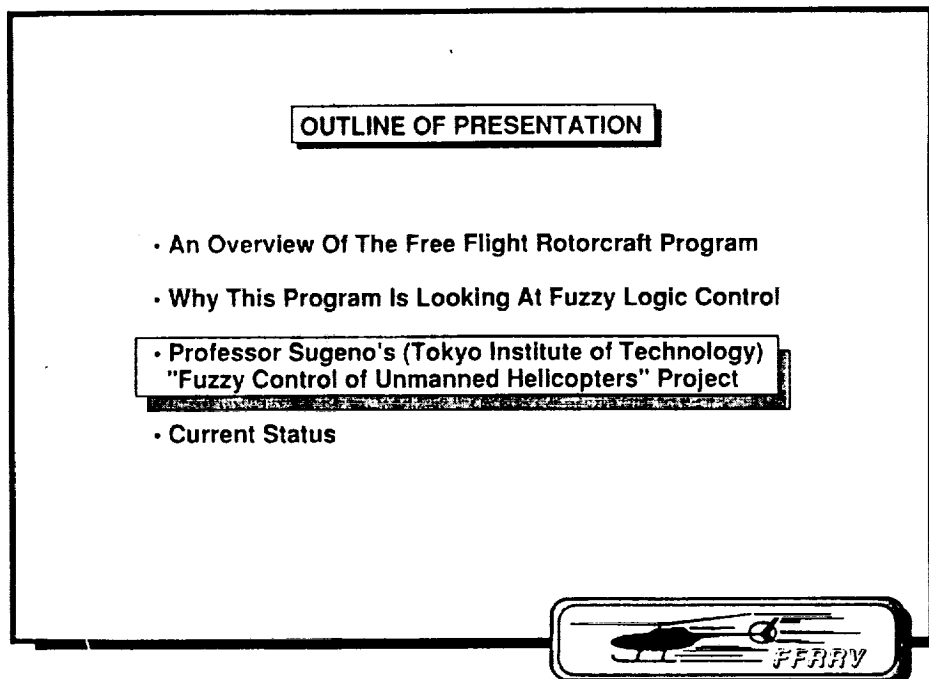 OUTLINE OF PRESENTATION
· An Overview Of The Free Flight Rotorcraft Program
· Why This Program Is Looking At Fuzzy Logic Control
· Professor Sugeno's (Tokyo Institute of Technology)
"Fuzzy Control of Unmanned Helicopters" Project
· Current Status
FFRRV